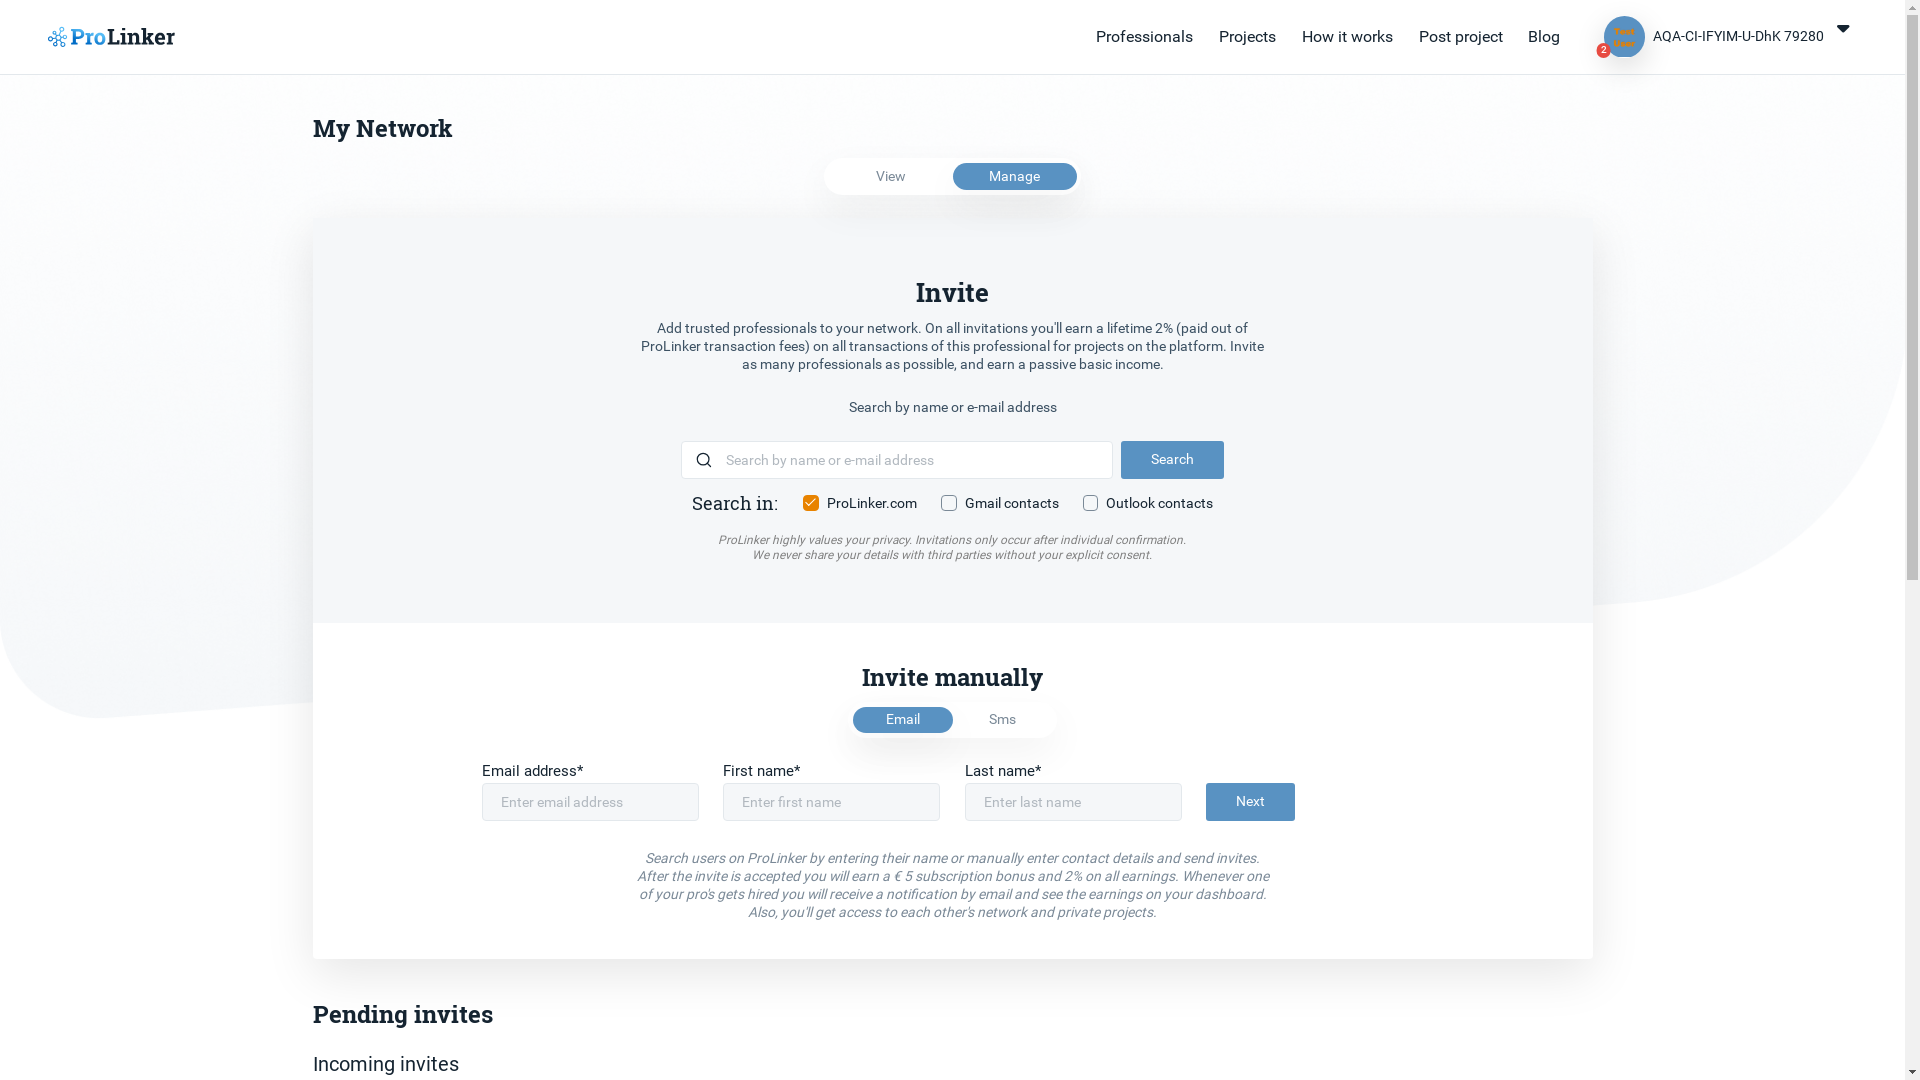 ProLinker
Professionals
Projects
How it works
Post project
Blog
Test
User
2
AQA-CI-IFYIM-U-DhK 79280
My Network
View
Manage
Invite
Add trusted professionals to your network. On all invitations you'll earn a lifetime 2% (paid out of
ProLinker transaction fees) on all transactions of this professional for projects on the platform. Invite
as many professionals as possible, and earn a passive basic income.
Search by name or e-mail address
Search by name or e-mail address
Search
Search in:
ProLinker.com
Gmail contacts
Outlook contacts
ProLinker highly values your privacy. Invitations only occur after individual confirmation.
We never share your details with third parties without your explicit consent.
Invite manually
Email
Sms
Email address*
First name*
Last name*
Enter email address
Enter first name
Enter last name
Next
Search users on ProLinker by entering their name or manually enter contact details and send invites.
After the invite is accepted you will earn a € 5 subscription bonus and 2% on all earnings. Whenever one
of your pro's gets hired you will receive a notification by email and see the earnings on your dashboard.
Also, you'll get access to each other's network and private projects.
Pending invites
Incoming invites